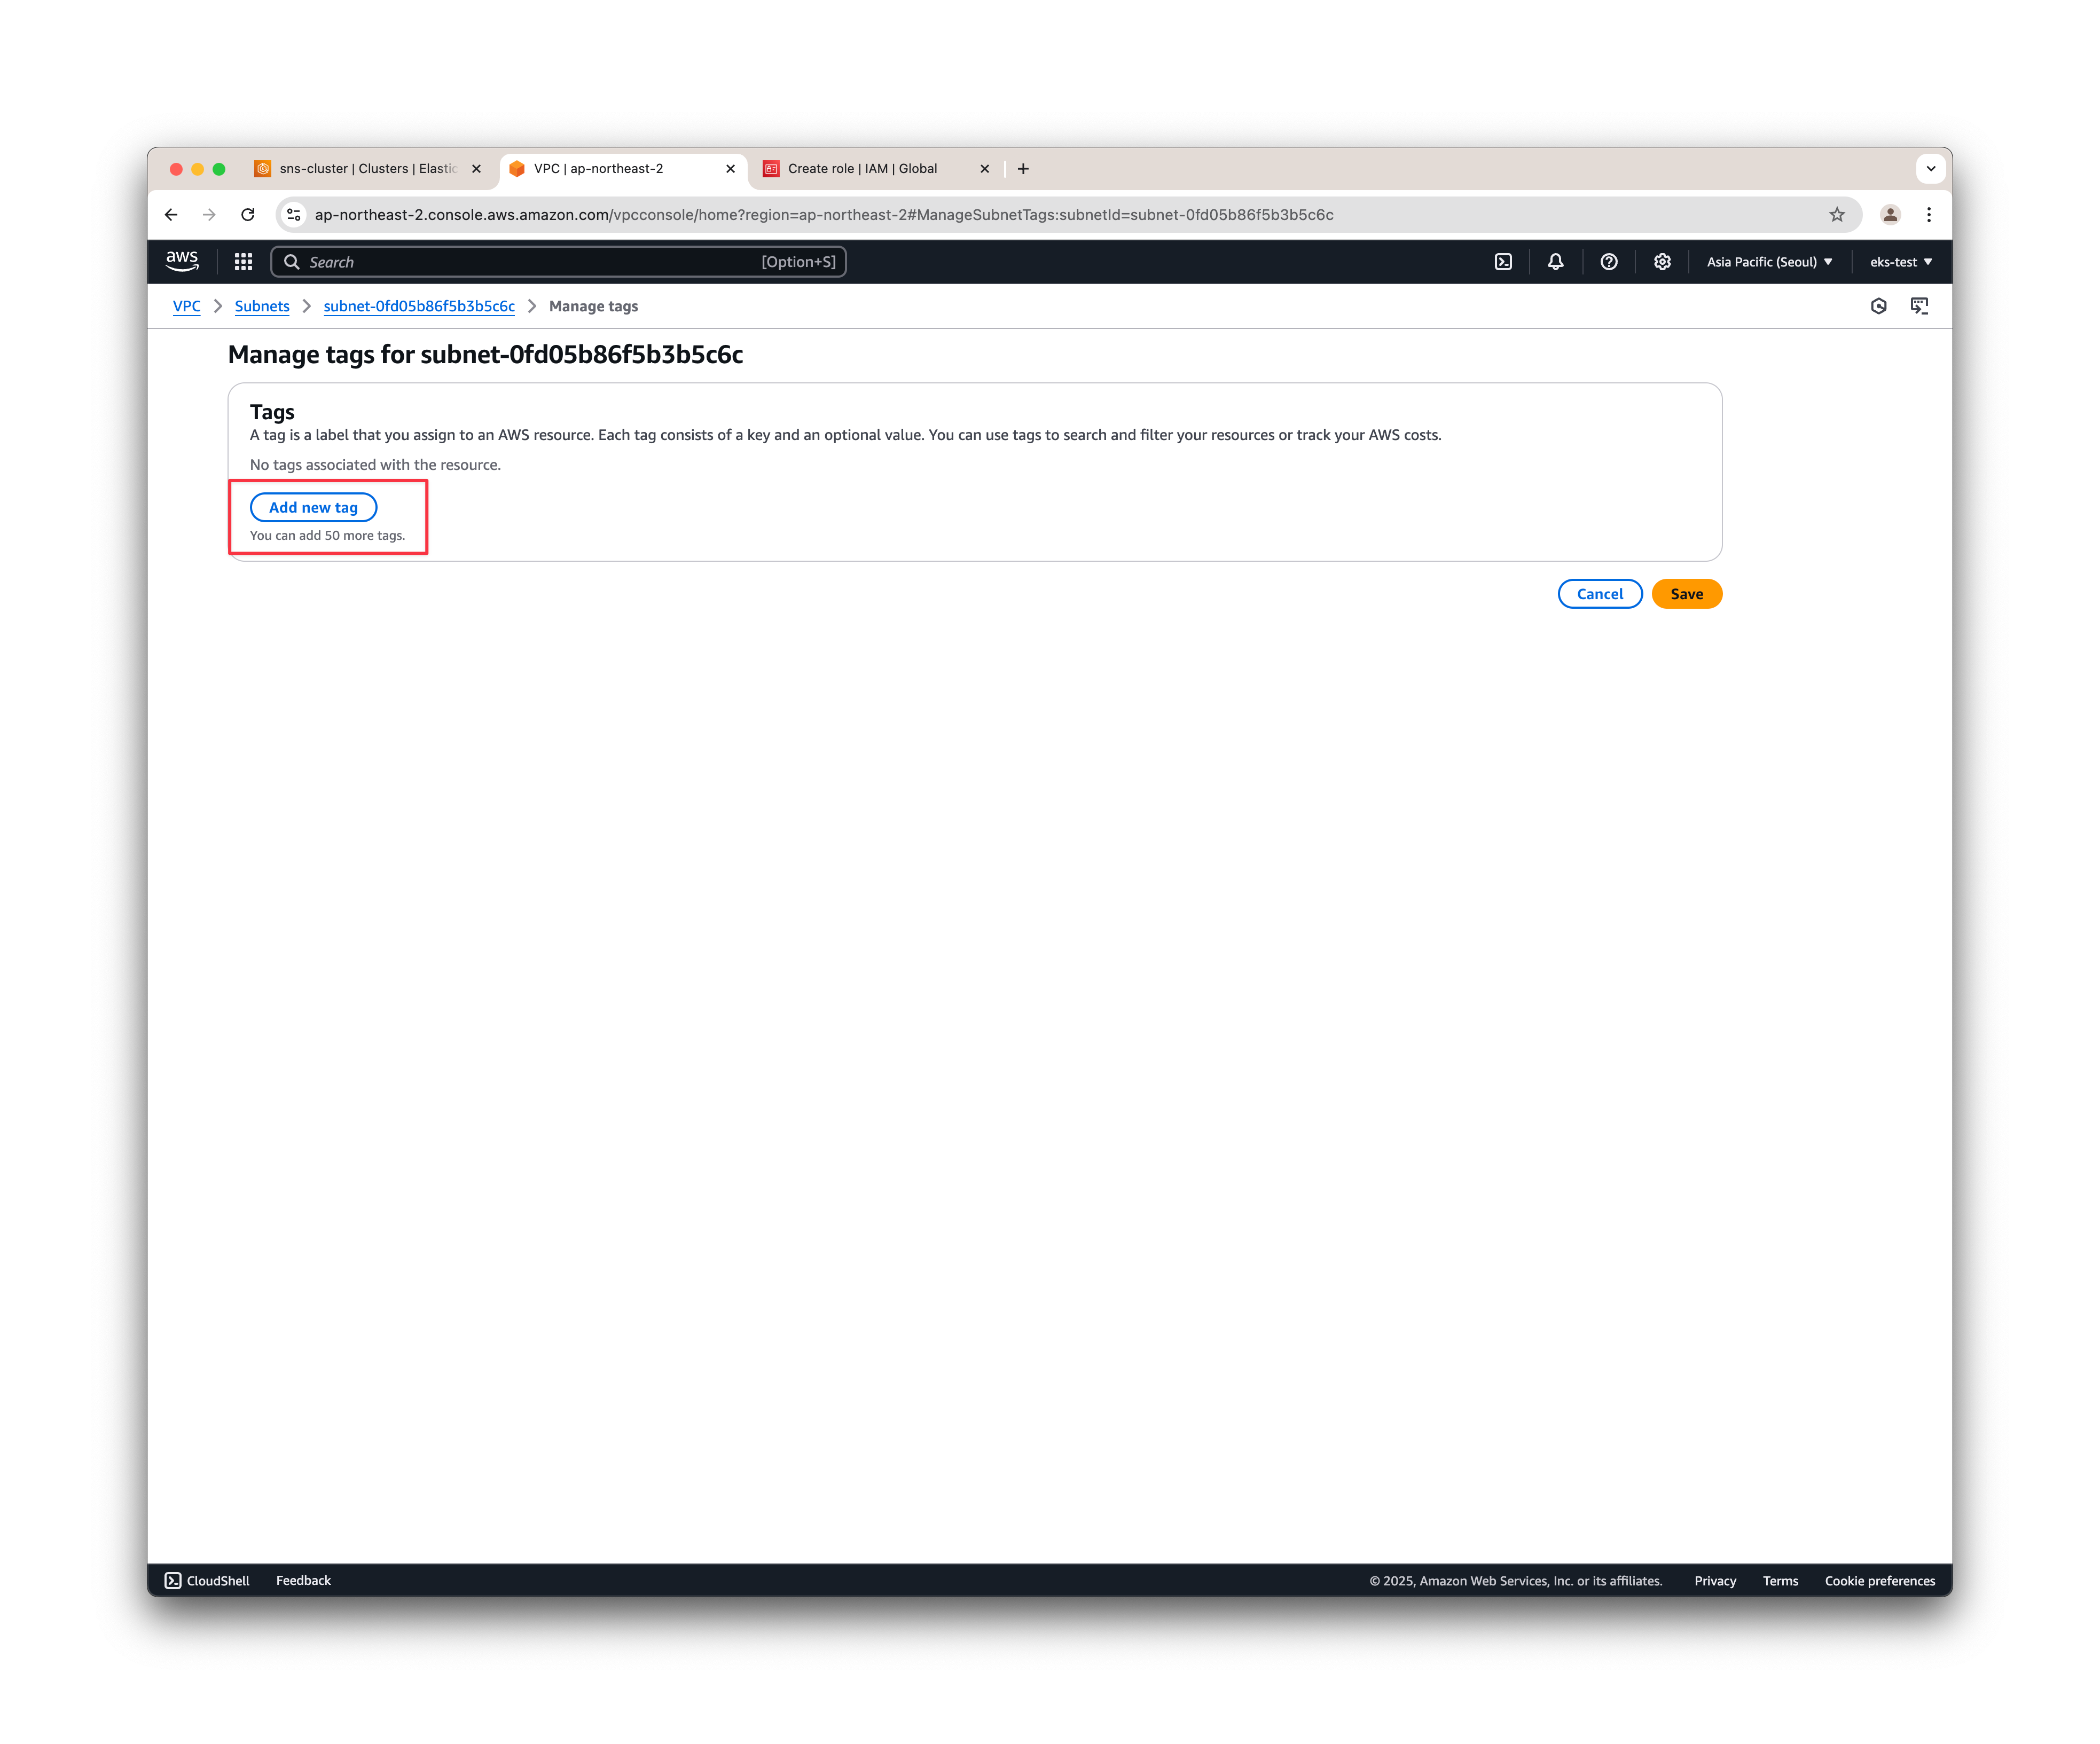 sns-cluster | Clusters | Elastic
VPC | ap-northeast-2
Create role | IAM | Global
ap-northeast-2.console.aws.amazon.com/vpcconsole/home?region=ap-northeast-2#ManageSubnetTags:subnetId=subnet-0fd05b86f5b3b5c6c
aws
Search
[Option+S]
Asia Pacific (Seoul)
eks-test
VPC > Subnets > subnet-0fd05b86f5b3b5c6c > Manage tags
Manage tags for subnet-0fd05b86f5b3b5c6c
Tags
A tag is a label that you assign to an AWS resource. Each tag consists of a key and an optional value. You can use tags to search and filter your resources or track your AWS costs.
No tags associated with the resource.
Add new tag
You can add 50 more tags.
Cancel
Save
CloudShell
Feedback
© 2025, Amazon Web Services, Inc. or its affiliates.
Privacy
Terms
Cookie preferences